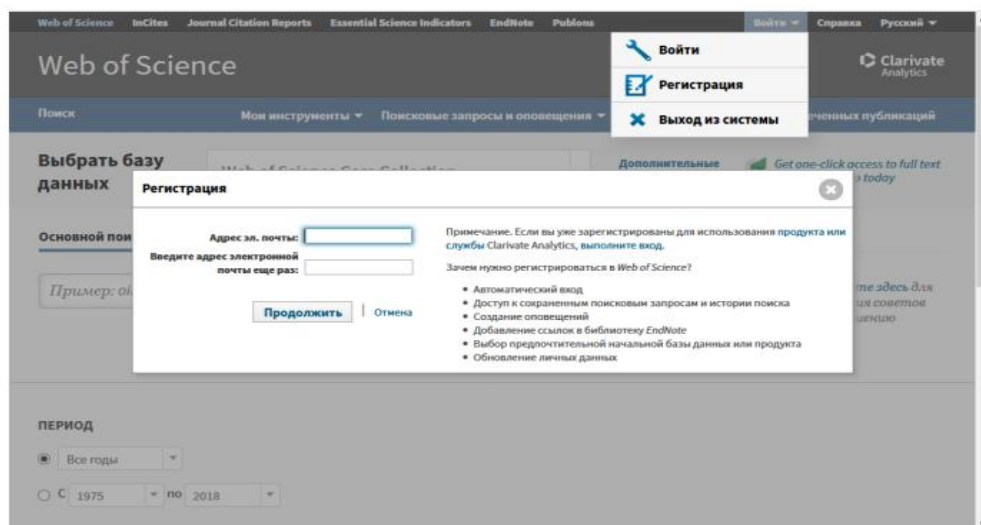 Web of Science InCites Journal Citation Reports Essential Science Indicators EndNote Publons Войти Справка Русский
Войти
Регистрация
Выход из системы
Web of Science
Clarivate
Analytics
Поиск Мои инструменты Поисковые запросы и оповещения публикаций
Выбрать базу
данных
Дополнительные
Get one-click access to full text
today
Регистрация
Основной
Адрес эл. почты:
Введите адрес электронной
почты еще раз:
Продолжить | Отмена
Примечание. Если вы уже зарегистрированы для использования продукта или
службы Clarivate Analytics, выполните вход.
Зачем нужно регистрироваться в Web of Science?
• Автоматический вход
• Доступ к сохраненным поисковым запросам и истории поиска
• Создание оповещений
• Добавление ссылок в библиотеку EndNote
• Выбор предпочтительной начальной базы данных или продукта
• Обновление личных данных
Пример:
здесь для
советов
ПЕРИОД
Все годы
С 1975 по 2018